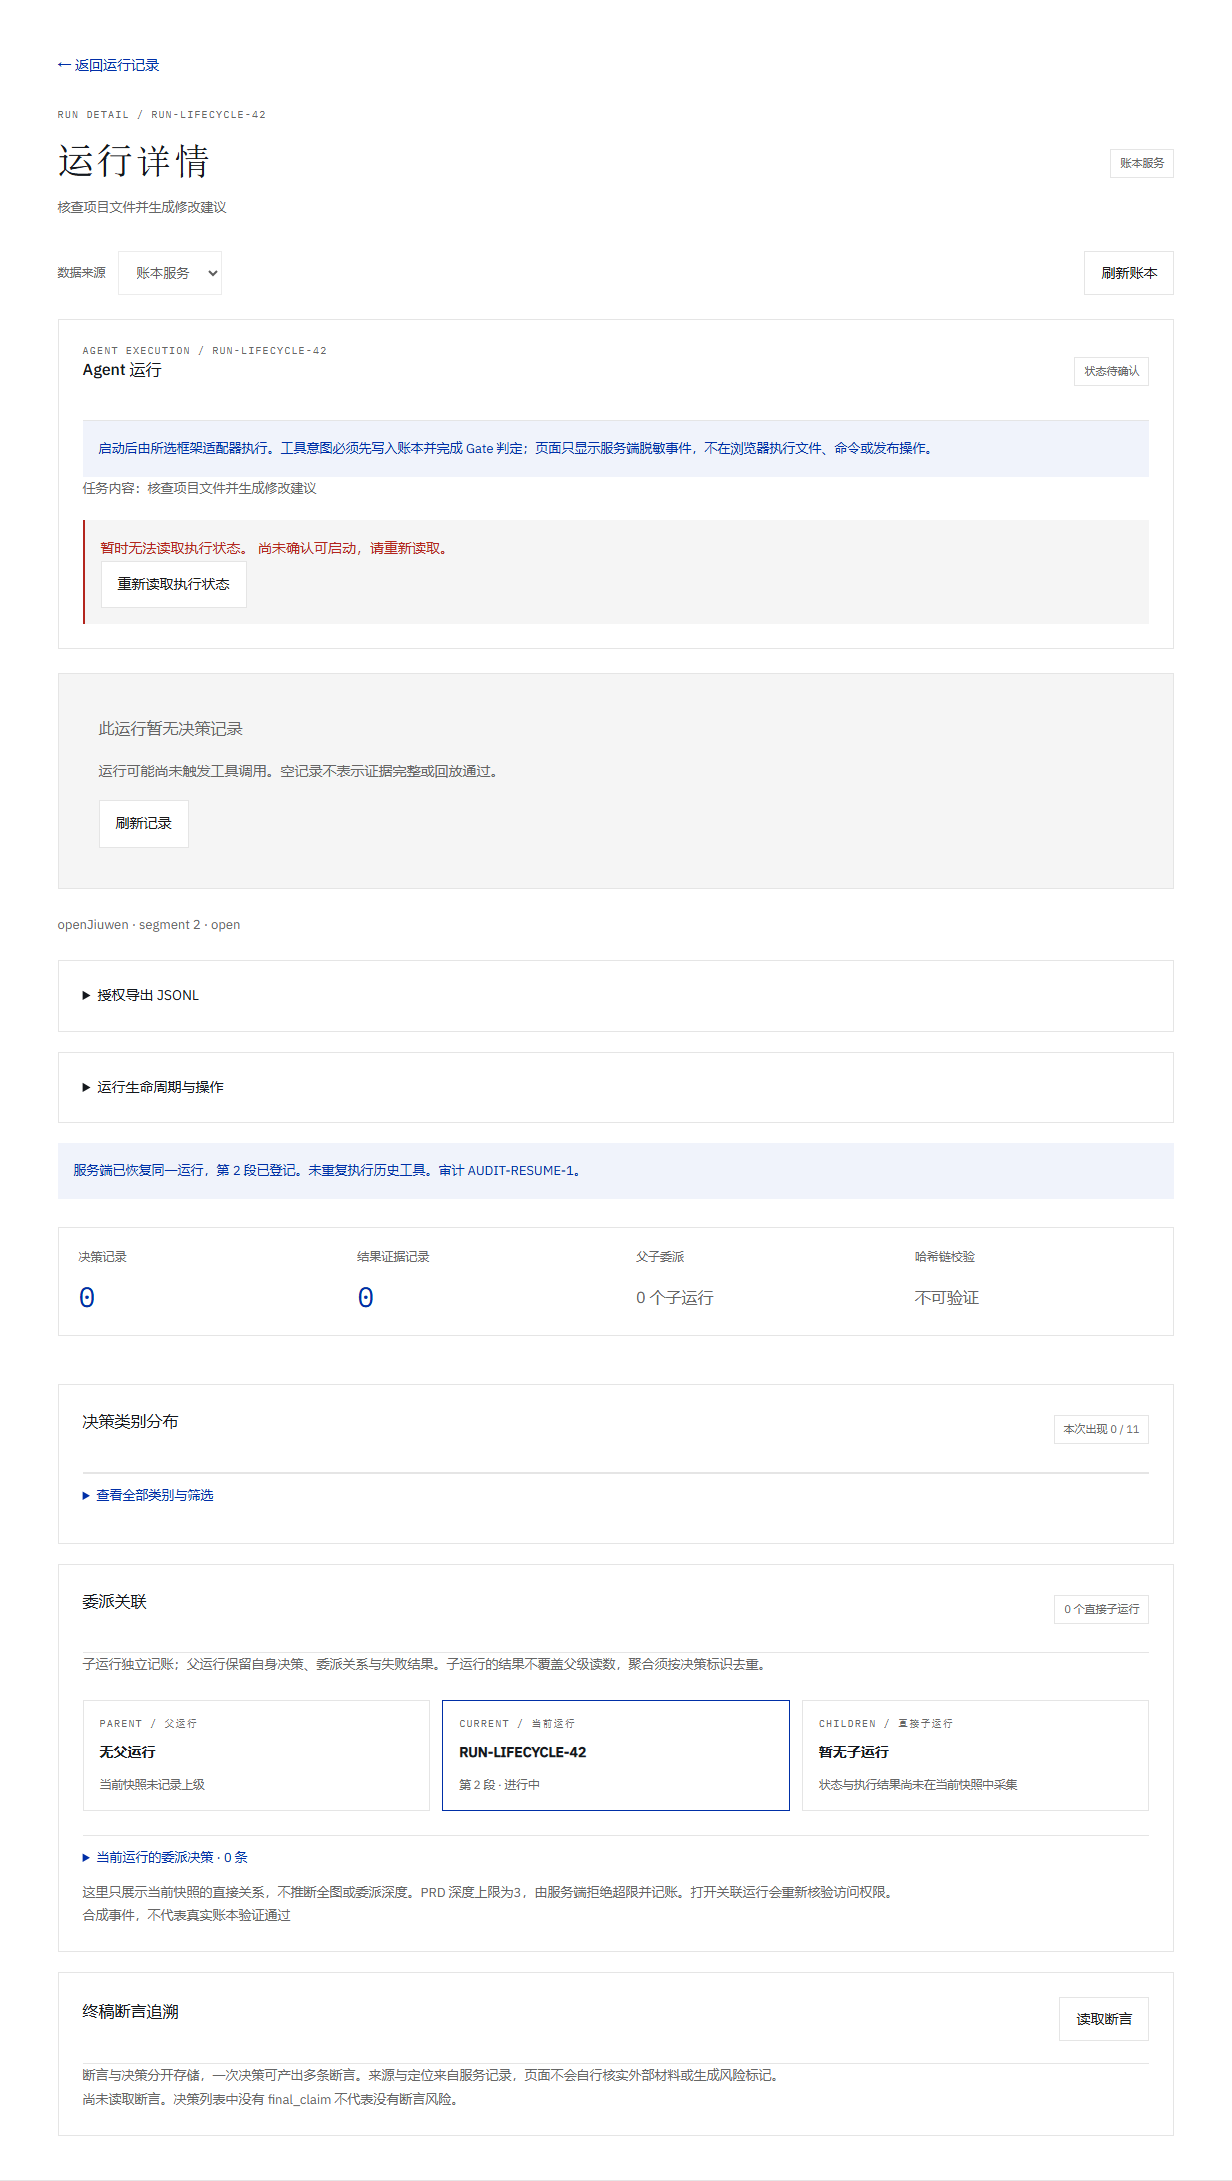 ← 返回运行记录
RUN DETAIL / RUN-LIFECYCLE-42
运行详情
账本服务
核查项目文件并生成修改建议
数据来源
账本服务
刷新账本
AGENT EXECUTION / RUN-LIFECYCLE-42
Agent 运行
状态待确认
启动后由所选框架适配器执行。工具意图必须先写入账本并完成 Gate 判定；页面只显示服务端脱敏事件，不在浏览器执行文件、命令或发布操作。
任务内容：核查项目文件并生成修改建议
暂时无法读取执行状态。 尚未确认可启动，请重新读取。
重新读取执行状态
此运行暂无决策记录
运行可能尚未触发工具调用。空记录不表示证据完整或回放通过。
刷新记录
openJiuwen · segment 2 · open
▶ 授权导出 JSONL
▶ 运行生命周期与操作
服务端已恢复同一运行，第 2 段已登记。未重复执行历史工具。审计 AUDIT-RESUME-1。
决策记录
0
结果证据记录
0
父子委派
0 个子运行
哈希链校验
不可验证
决策类别分布
本次出现 0 / 11
▶ 查看全部类别与筛选
委派关联
0 个直接子运行
子运行独立记账；父运行保留自身决策、委派关系与失败结果。子运行的结果不覆盖父级读数，聚合须按决策标识去重。
PARENT / 父运行
无父运行
当前快照未记录上级
CURRENT / 当前运行
RUN-LIFECYCLE-42
第 2 段 · 进行中
CHILDREN / 直接子运行
暂无子运行
状态与执行结果尚未在当前快照中采集
▶ 当前运行的委派决策 · 0 条
这里只展示当前快照的直接关系，不推断全图或委派深度。PRD 深度上限为3，由服务端拒绝超限并记账。打开关联运行会重新核验访问权限。
合成事件，不代表真实账本验证通过
终稿断言追溯
读取断言
断言与决策分开存储，一次决策可产出多条断言。来源与定位来自服务记录，页面不会自行核实外部材料或生成风险标记。
尚未读取断言。决策列表中没有 final_claim 不代表没有断言风险。